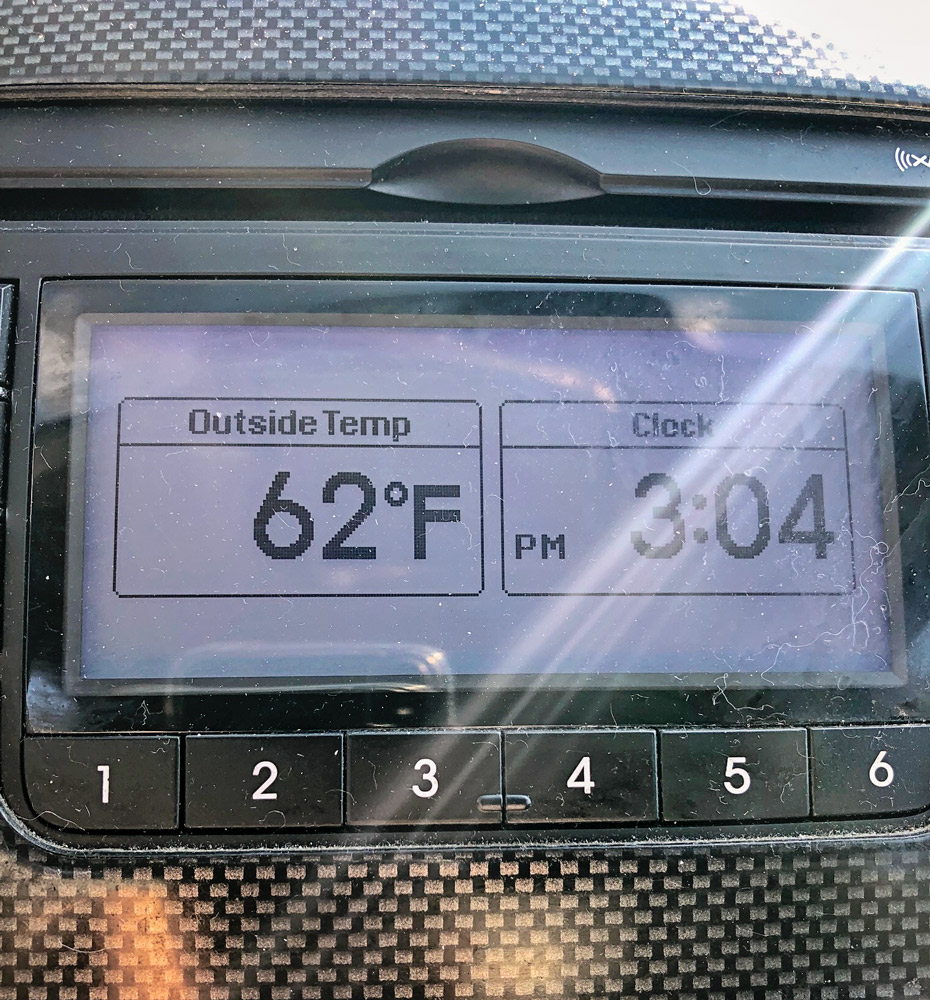 Outside Temp
62°F
Clock
PM 3:04
1 2 3 4 5 6